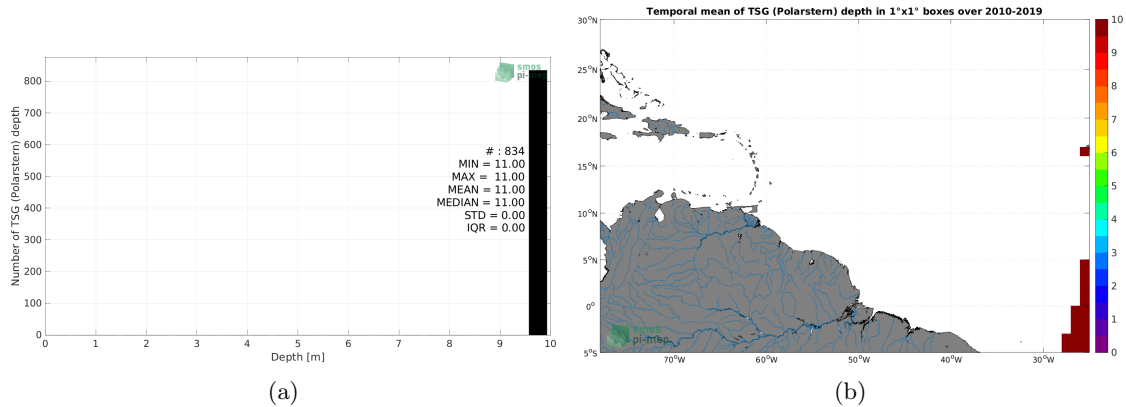 smos
pi-mep
800
700
600
500
400
300
200
100
0
Number of TSG (Polarstern) depth
# : 834
MIN = 11.00
MAX = 11.00
MEAN = 11.00
MEDIAN = 11.00
STD = 0.00
IQR = 0.00
0 1 2 3 4 5 6 7 8 9 10
Depth [m]
(a)
Temporal mean of TSG (Polarstern) depth in 1°x1° boxes over 2010-2019
30°N
25°N
20°N
15°N
10°N
5°N
0°
5°S
smos
pi-mep
70°W 60°W 50°W 40°W 30°W
10
9
8
7
6
5
4
3
2
1
0
(b)